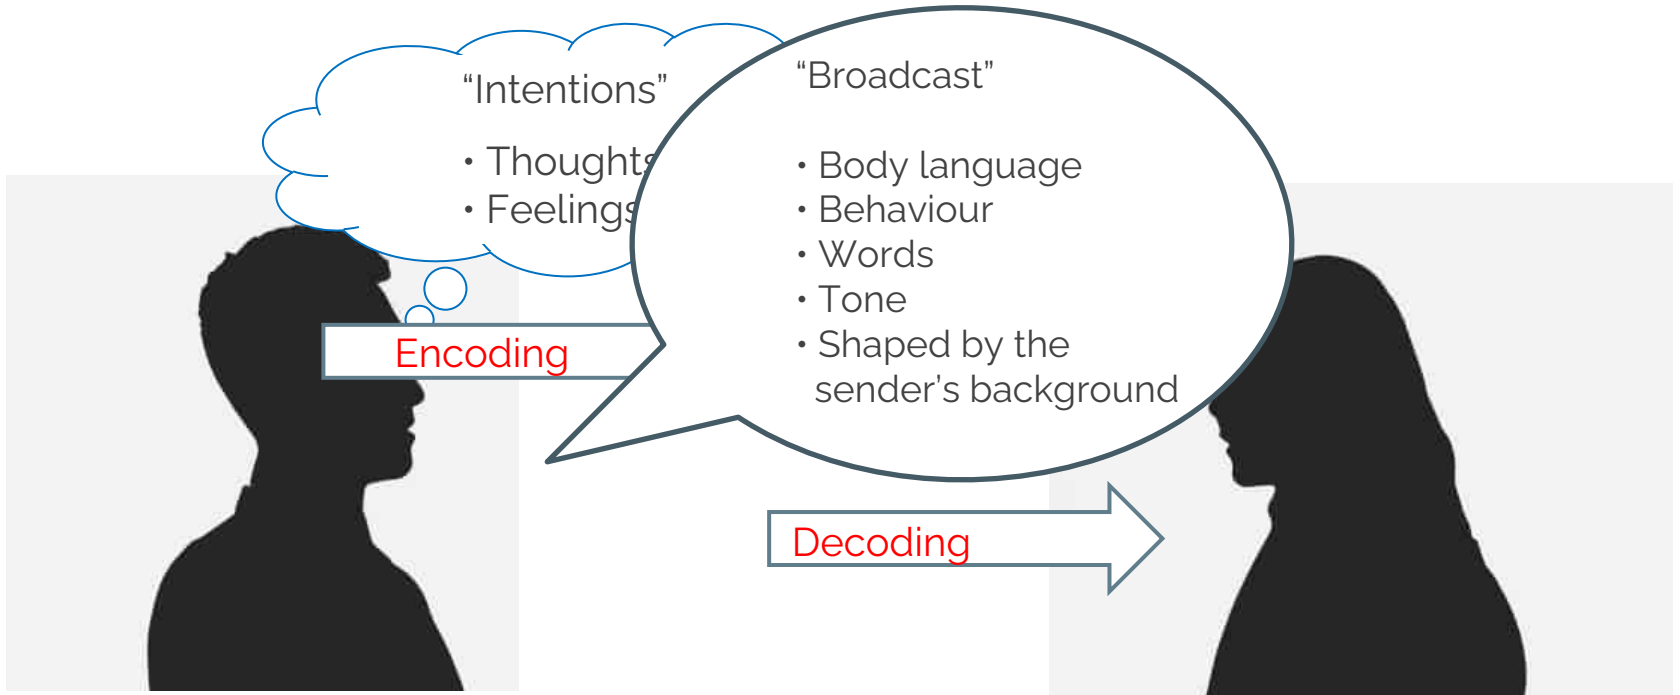 “Intentions”
• Thoughts
• Feelings
“Broadcast”
• Body language
• Behaviour
• Words
• Tone
• Shaped by the
sender’s background
Encoding
Decoding